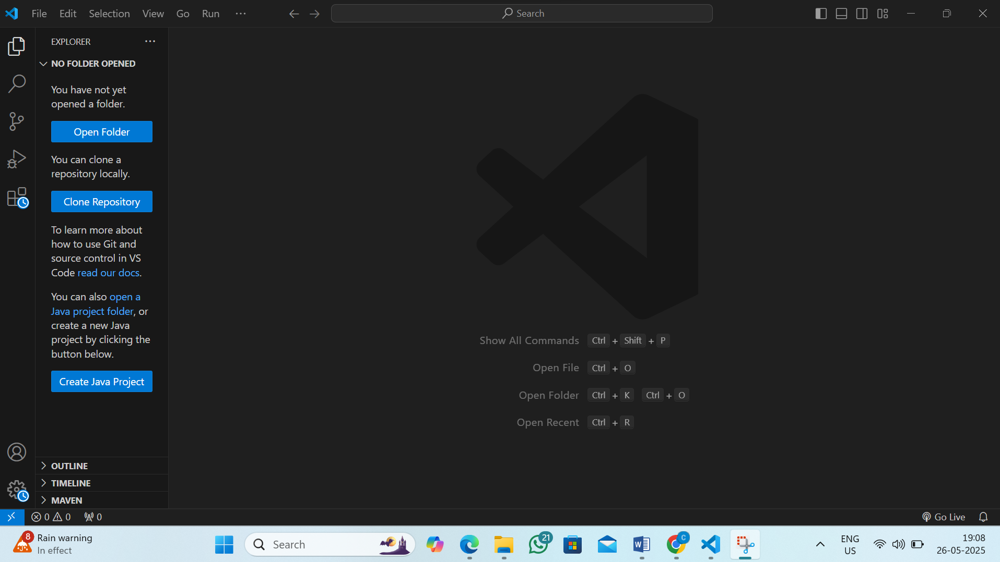 File Edit Selection View Go Run ···
Search
EXPLORER ···
NO FOLDER OPENED
You have not yet
opened a folder.
Open Folder
You can clone a
repository locally.
Clone Repository
To learn more about
how to use Git and
source control in VS
Code read our docs.
You can also open a
Java project folder, or
create a new Java
project by clicking the
button below.
Create Java Project
OUTLINE
TIMELINE
MAVEN
Show All Commands Ctrl + Shift + P
Open File Ctrl + O
Open Folder Ctrl + K Ctrl + O
Open Recent Ctrl + R
0 0 0
Go Live
8
Rain warning
In effect
Search
21
W
C
ENG
US
19:08
26-05-2025